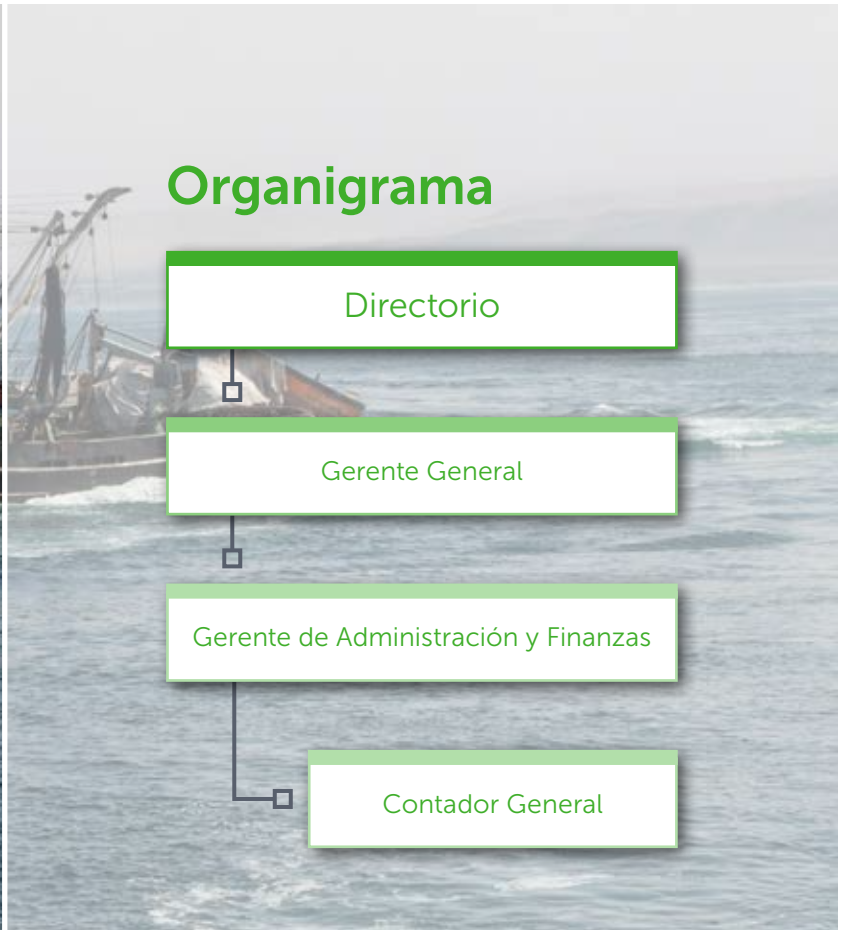 Organigrama
Directorio
Gerente General
Gerente de Administración y Finanzas
Contador General